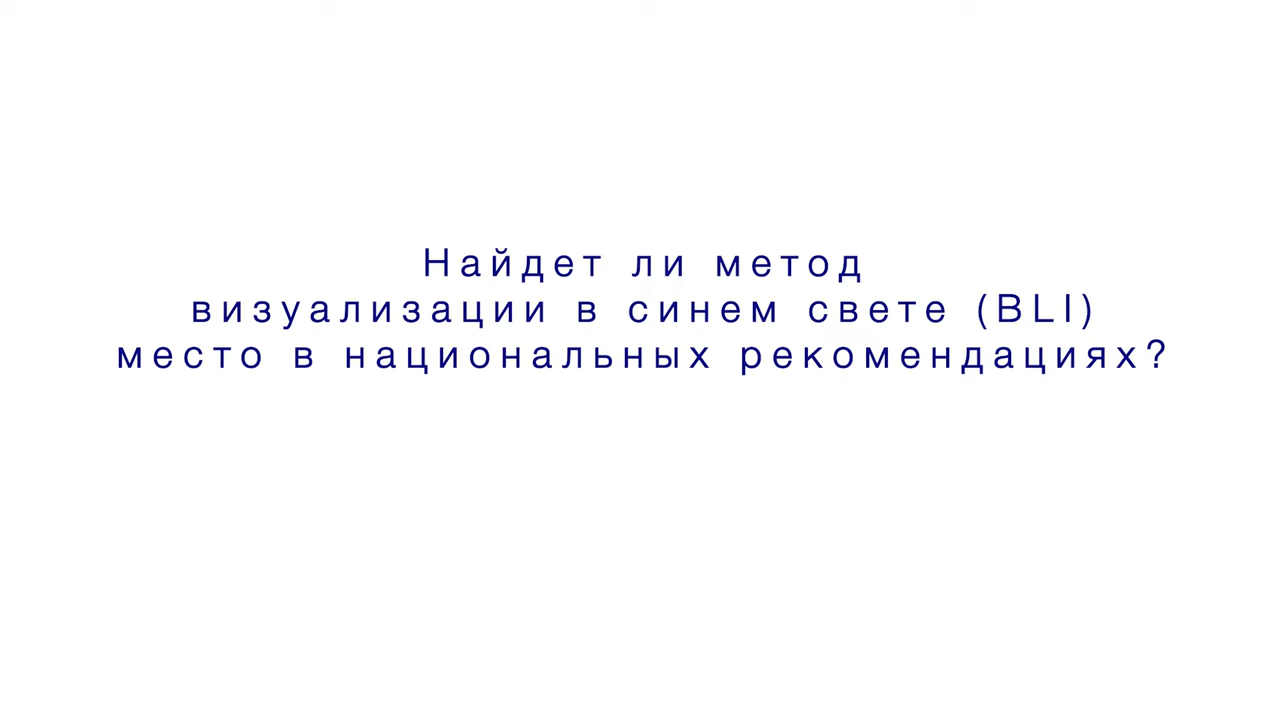 Найдет ли метод
визуализации в синем свете (BLI)
место в национальных рекомендациях?